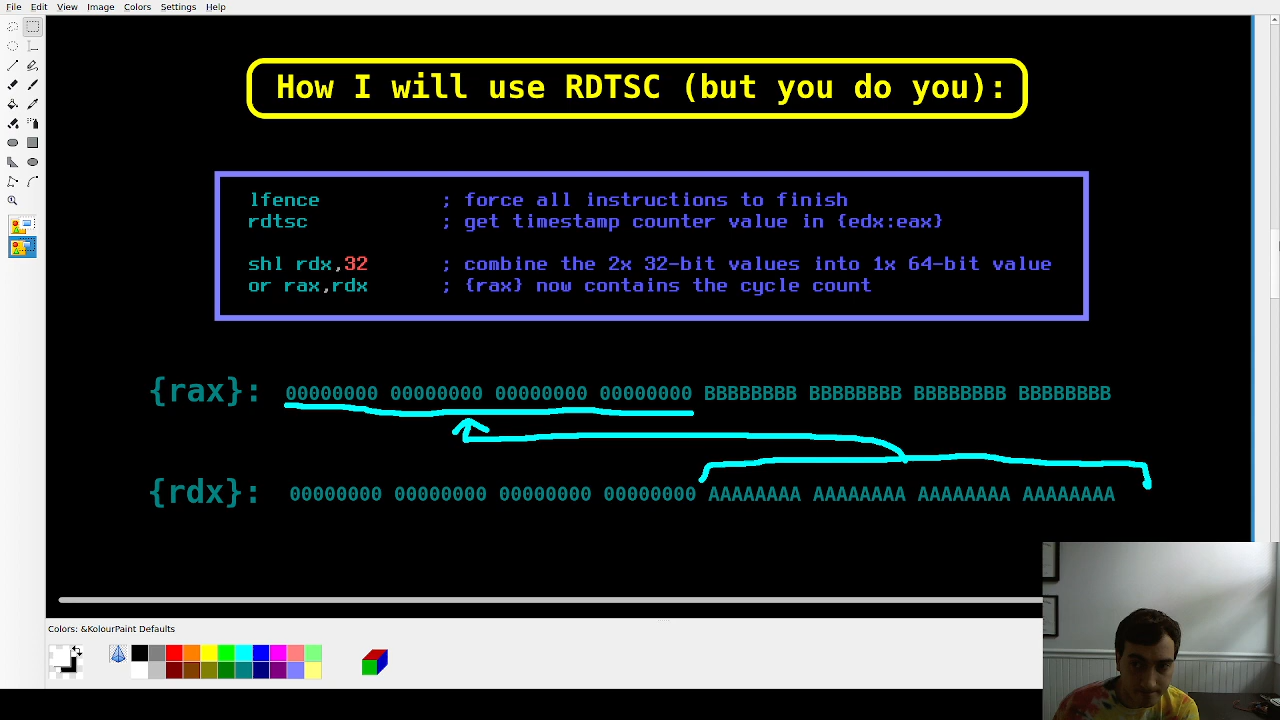 File Edit View Image Colors Settings Help
How I will use RDTSC (but you do you):
lfence ; force all instructions to finish
rdtsc ; get timestamp counter value in {edx:eax}
shl rdx,32 ; combine the 2x 32-bit values into 1x 64-bit value
or rax,rdx ; {rax} now contains the cycle count
{rax}: 00000000 00000000 00000000 00000000 BBBBBBBB BBBBBBBB BBBBBBBB BBBBBBBB
{rdx}: 00000000 00000000 00000000 00000000 AAAAAAAA AAAAAAAA AAAAAAAA AAAAAAAA
Colors: &KolourPaint Defaults